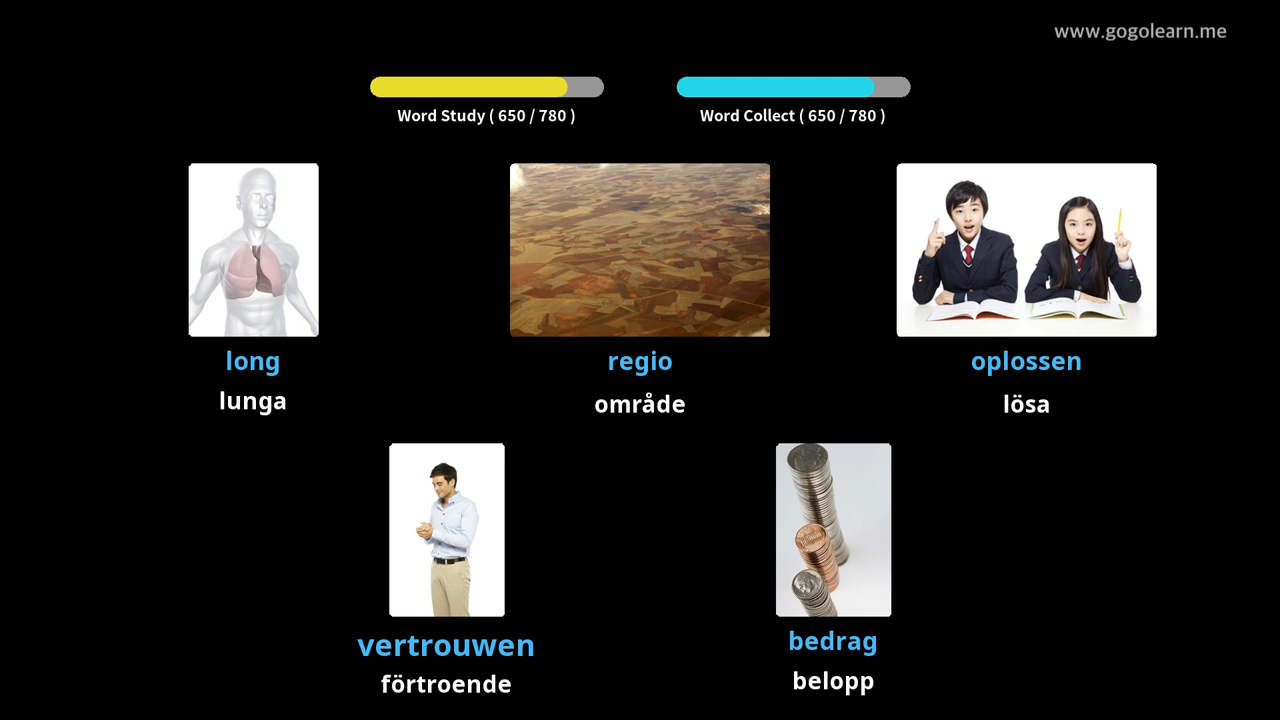 www.gogolearn.me
Word Study ( 650 / 780 )
Word Collect ( 650 / 780 )
long
lunga
regio
område
oplossen
lösa
vertrouwen
förtroende
bedrag
belopp